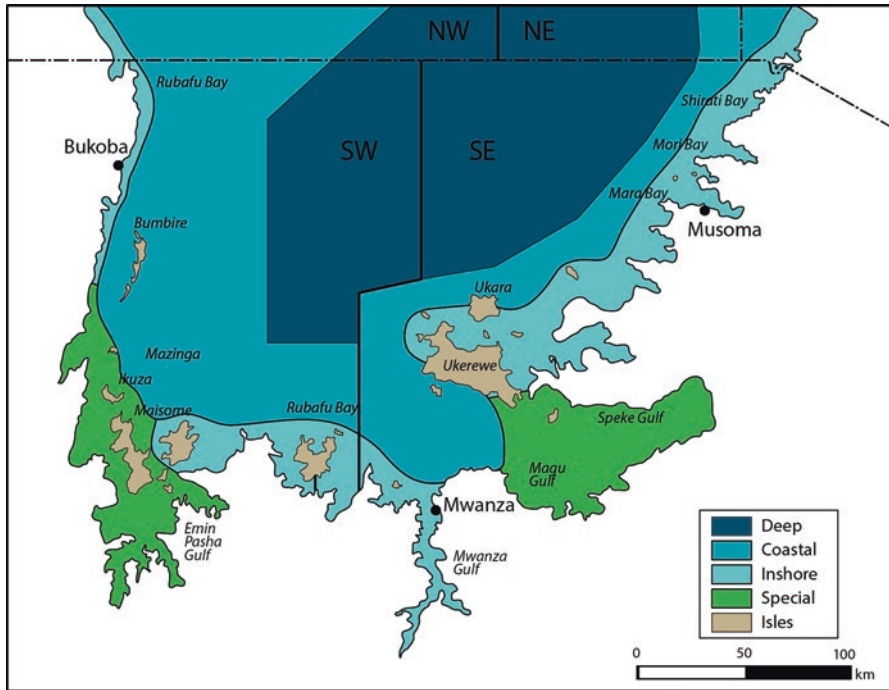 NW
NE
Rubafu Bay
Shirati Bay
Bukoba
SW
SE
Mori Bay
Mara Bay
Musoma
Bumbire
Ukara
Mazinga
Ukerewe
Ikuza
Maisome
Rubafu Bay
Speke Gulf
Magu
Gulf
Mwanza
Emin
Pasha
Gulf
Mwanza
Gulf
Deep
Coastal
Inshore
Special
Isles
0 50 100
km